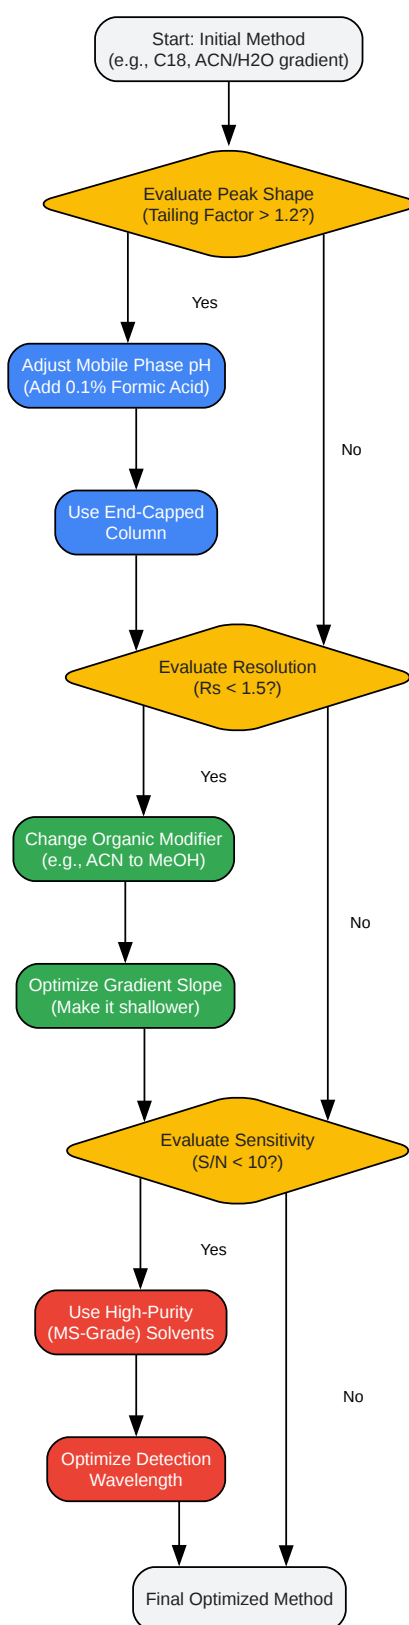 Start: Initial Method
(e.g., C18, ACN/H2O gradient)
Evaluate Peak Shape
(Tailing Factor > 1.2?)
Yes
Adjust Mobile Phase pH
(Add 0.1% Formic Acid)
No
Use End-Capped
Column
Evaluate Resolution
(Rs < 1.5?)
Yes
Change Organic Modifier
(e.g., ACN to MeOH)
No
Optimize Gradient Slope
(Make it shallower)
Evaluate Sensitivity
(S/N < 10?)
Yes
Use High-Purity
(MS-Grade) Solvents
No
Optimize Detection
Wavelength
Final Optimized Method